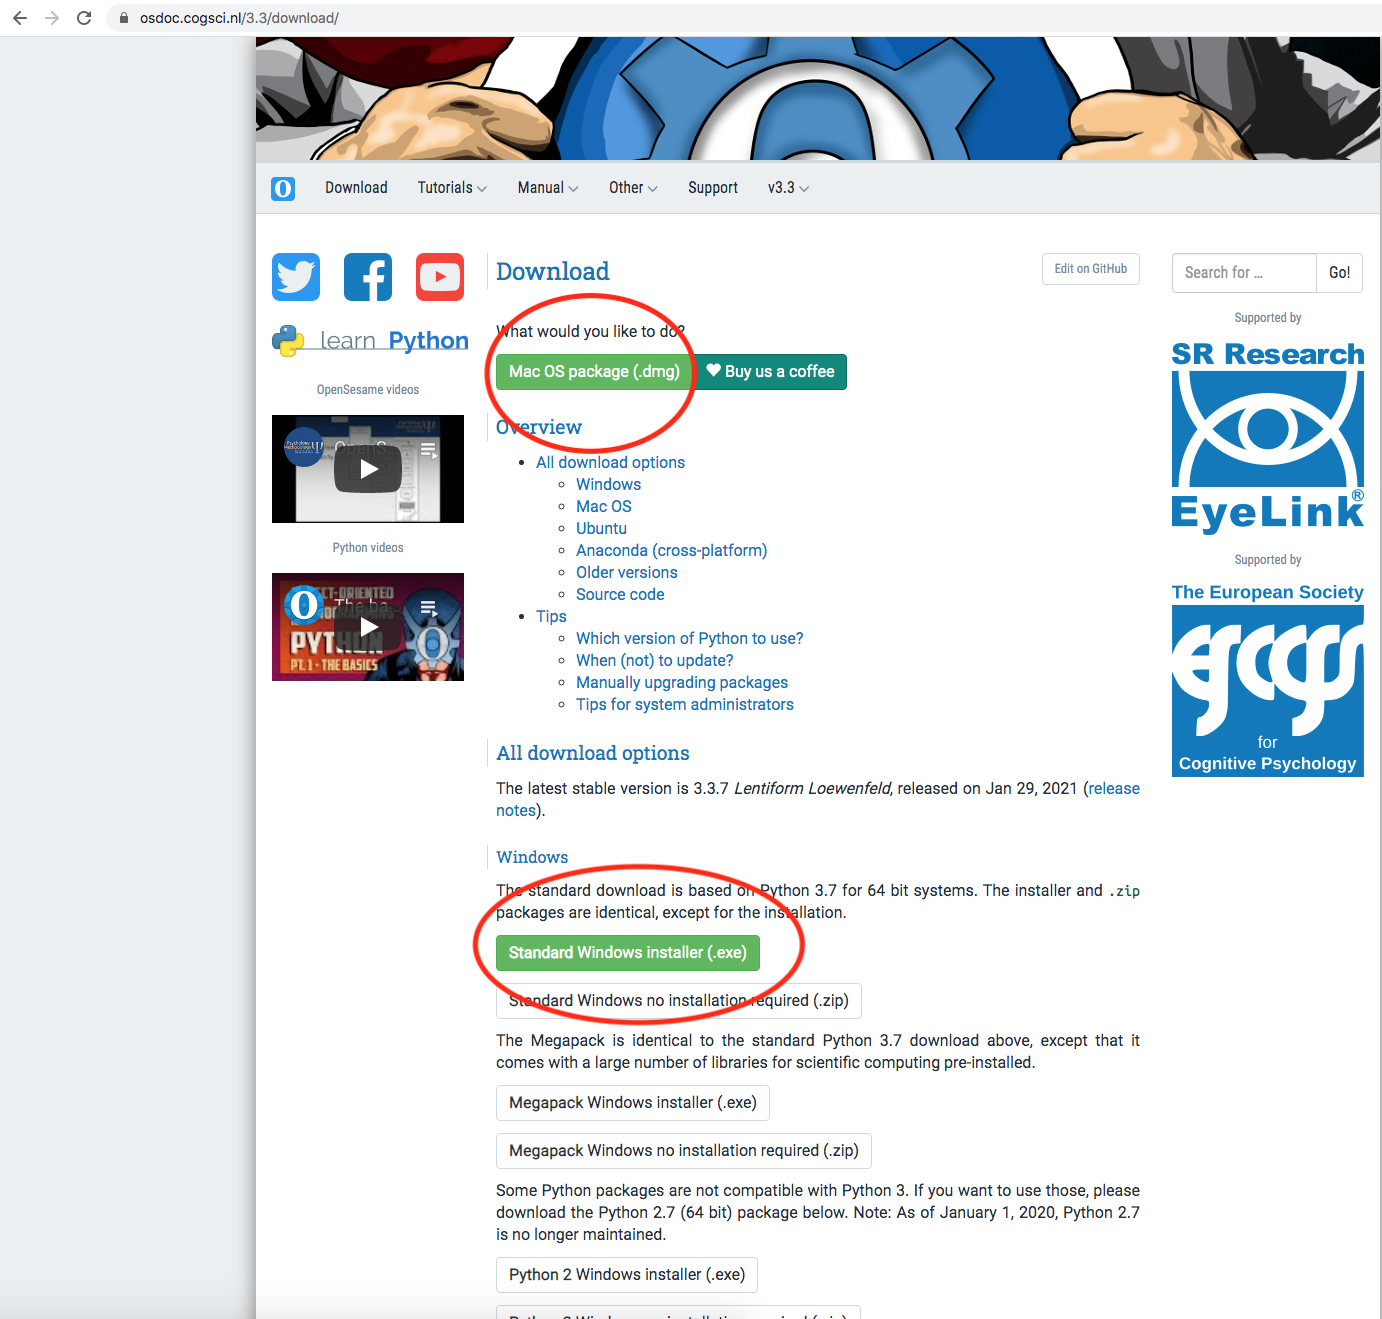 osdoc.cogsci.nl/3.3/download/
Download Tutorials Manual Other Support v3.3
Download
Edit on GitHub
Search for ...
Go!
What would you like to do?
Mac OS package (.dmg)
Buy us a coffee
learn Python
OpenSesame videos
Psychology
OpenS...
Python videos
The ba...
PYTHON
PT.1 - THE BASICS
Overview
All download options
Windows
Mac OS
Ubuntu
Anaconda (cross-platform)
Older versions
Source code
Tips
Which version of Python to use?
When (not) to update?
Manually upgrading packages
Tips for system administrators
All download options
The latest stable version is 3.3.7 Lentiform Loewenfeld, released on Jan 29, 2021 (release
notes).
Windows
The standard download is based on Python 3.7 for 64 bit systems. The installer and .zip
packages are identical, except for the installation.
Standard Windows installer (.exe)
Standard Windows no installation required (.zip)
The Megapack is identical to the standard Python 3.7 download above, except that it
comes with a large number of libraries for scientific computing pre-installed.
Megapack Windows installer (.exe)
Megapack Windows no installation required (.zip)
Some Python packages are not compatible with Python 3. If you want to use those, please
download the Python 2.7 (64 bit) package below. Note: As of January 1, 2020, Python 2.7
is no longer maintained.
Python 2 Windows installer (.exe)
Supported by
SR Research
EyeLink®
Supported by
The European Society
escop
for
Cognitive Psychology